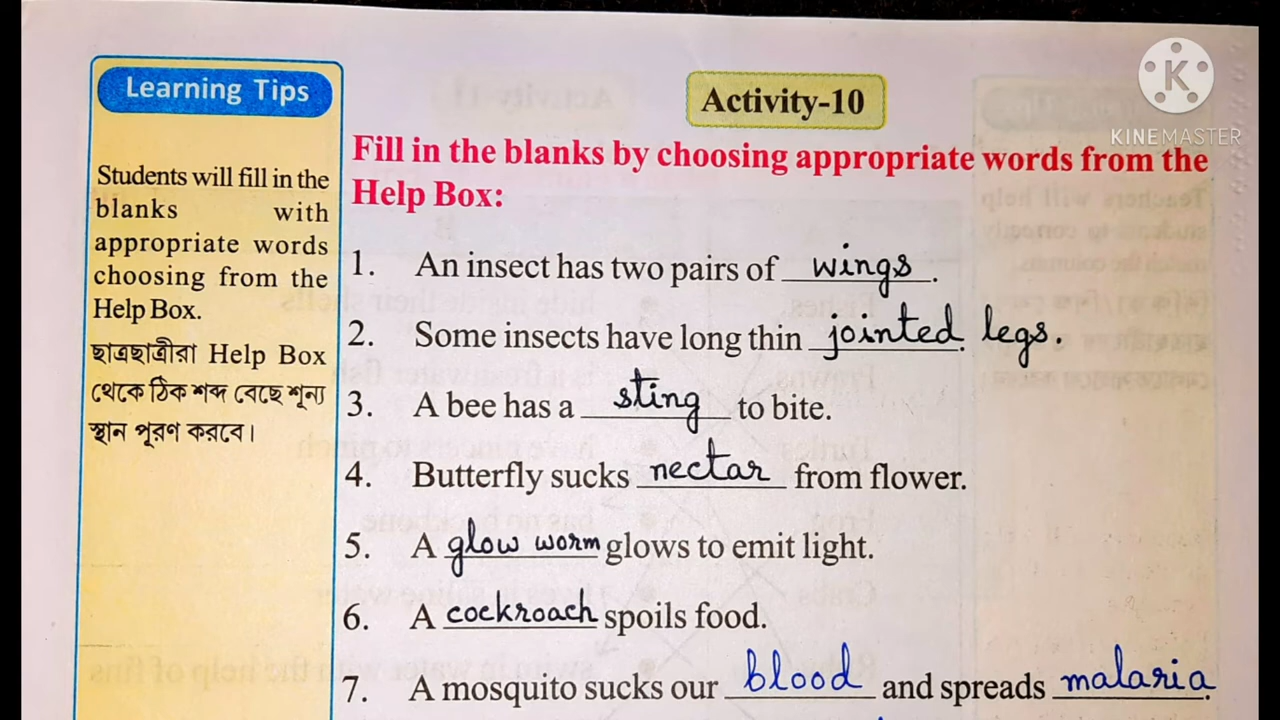 Learning Tips
Students will fill in the
blanks with
appropriate words
choosing from the
Help Box.
ছাত্রছাত্রীরা Help Box
থেকে ঠিক শব্দ বেছে শূন্য
স্থান পূরণ করবে।
Activity-10
KINEMASTER
Fill in the blanks by choosing appropriate words from the
Help Box:
1. An insect has two pairs of wings.
2. Some insects have long thin jointed legs.
3. A bee has a sting to bite.
4. Butterfly sucks nectar from flower.
5. A glow worm glows to emit light.
6. A cockroach spoils food.
7. A mosquito sucks our blood and spreads malaria.